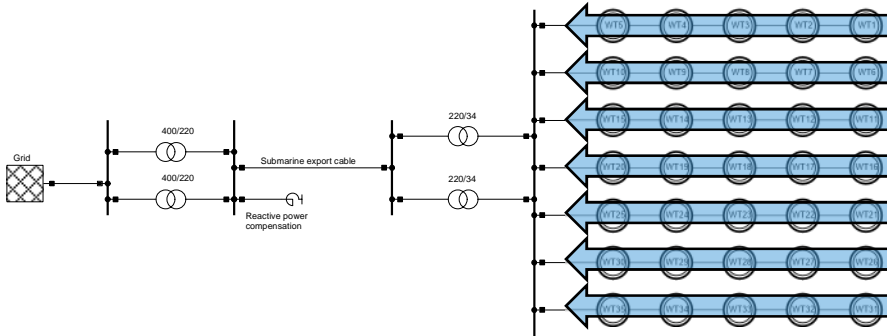 WT5 WT4 WT3 WT2 WT1
WT10 WT9 WT8 WT7 WT6
400/220
220/34
WT15 WT14 WT13 WT12 WT11
Grid
Submarine export cable
WT20 WT19 WT18 WT17 WT16
400/220
220/34
Reactive power
compensation
WT25 WT24 WT23 WT22 WT21
WT30 WT29 WT28 WT27 WT26
WT35 WT34 WT33 WT32 WT31